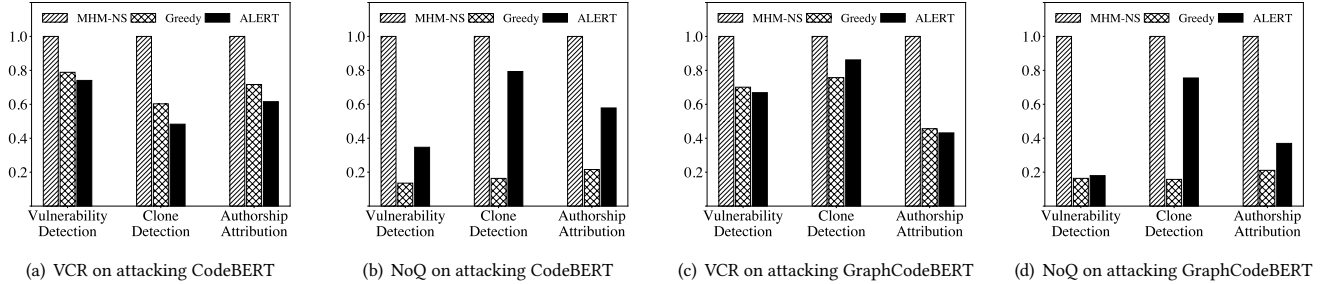 MHM-NS Greedy ALERT
1.0
0.8
0.6
0.4
0.2
Vulnerability Detection
Clone Detection
Authorship Attribution
(a) VCR on attacking CodeBERT
MHM-NS Greedy ALERT
1.0
0.8
0.6
0.4
0.2
Vulnerability Detection
Clone Detection
Authorship Attribution
(b) NoQ on attacking CodeBERT
MHM-NS Greedy ALERT
1.0
0.8
0.6
0.4
0.2
Vulnerability Detection
Clone Detection
Authorship Attribution
(c) VCR on attacking GraphCodeBERT
MHM-NS Greedy ALERT
1.0
0.8
0.6
0.4
0.2
Vulnerability Detection
Clone Detection
Authorship Attribution
(d) NoQ on attacking GraphCodeBERT